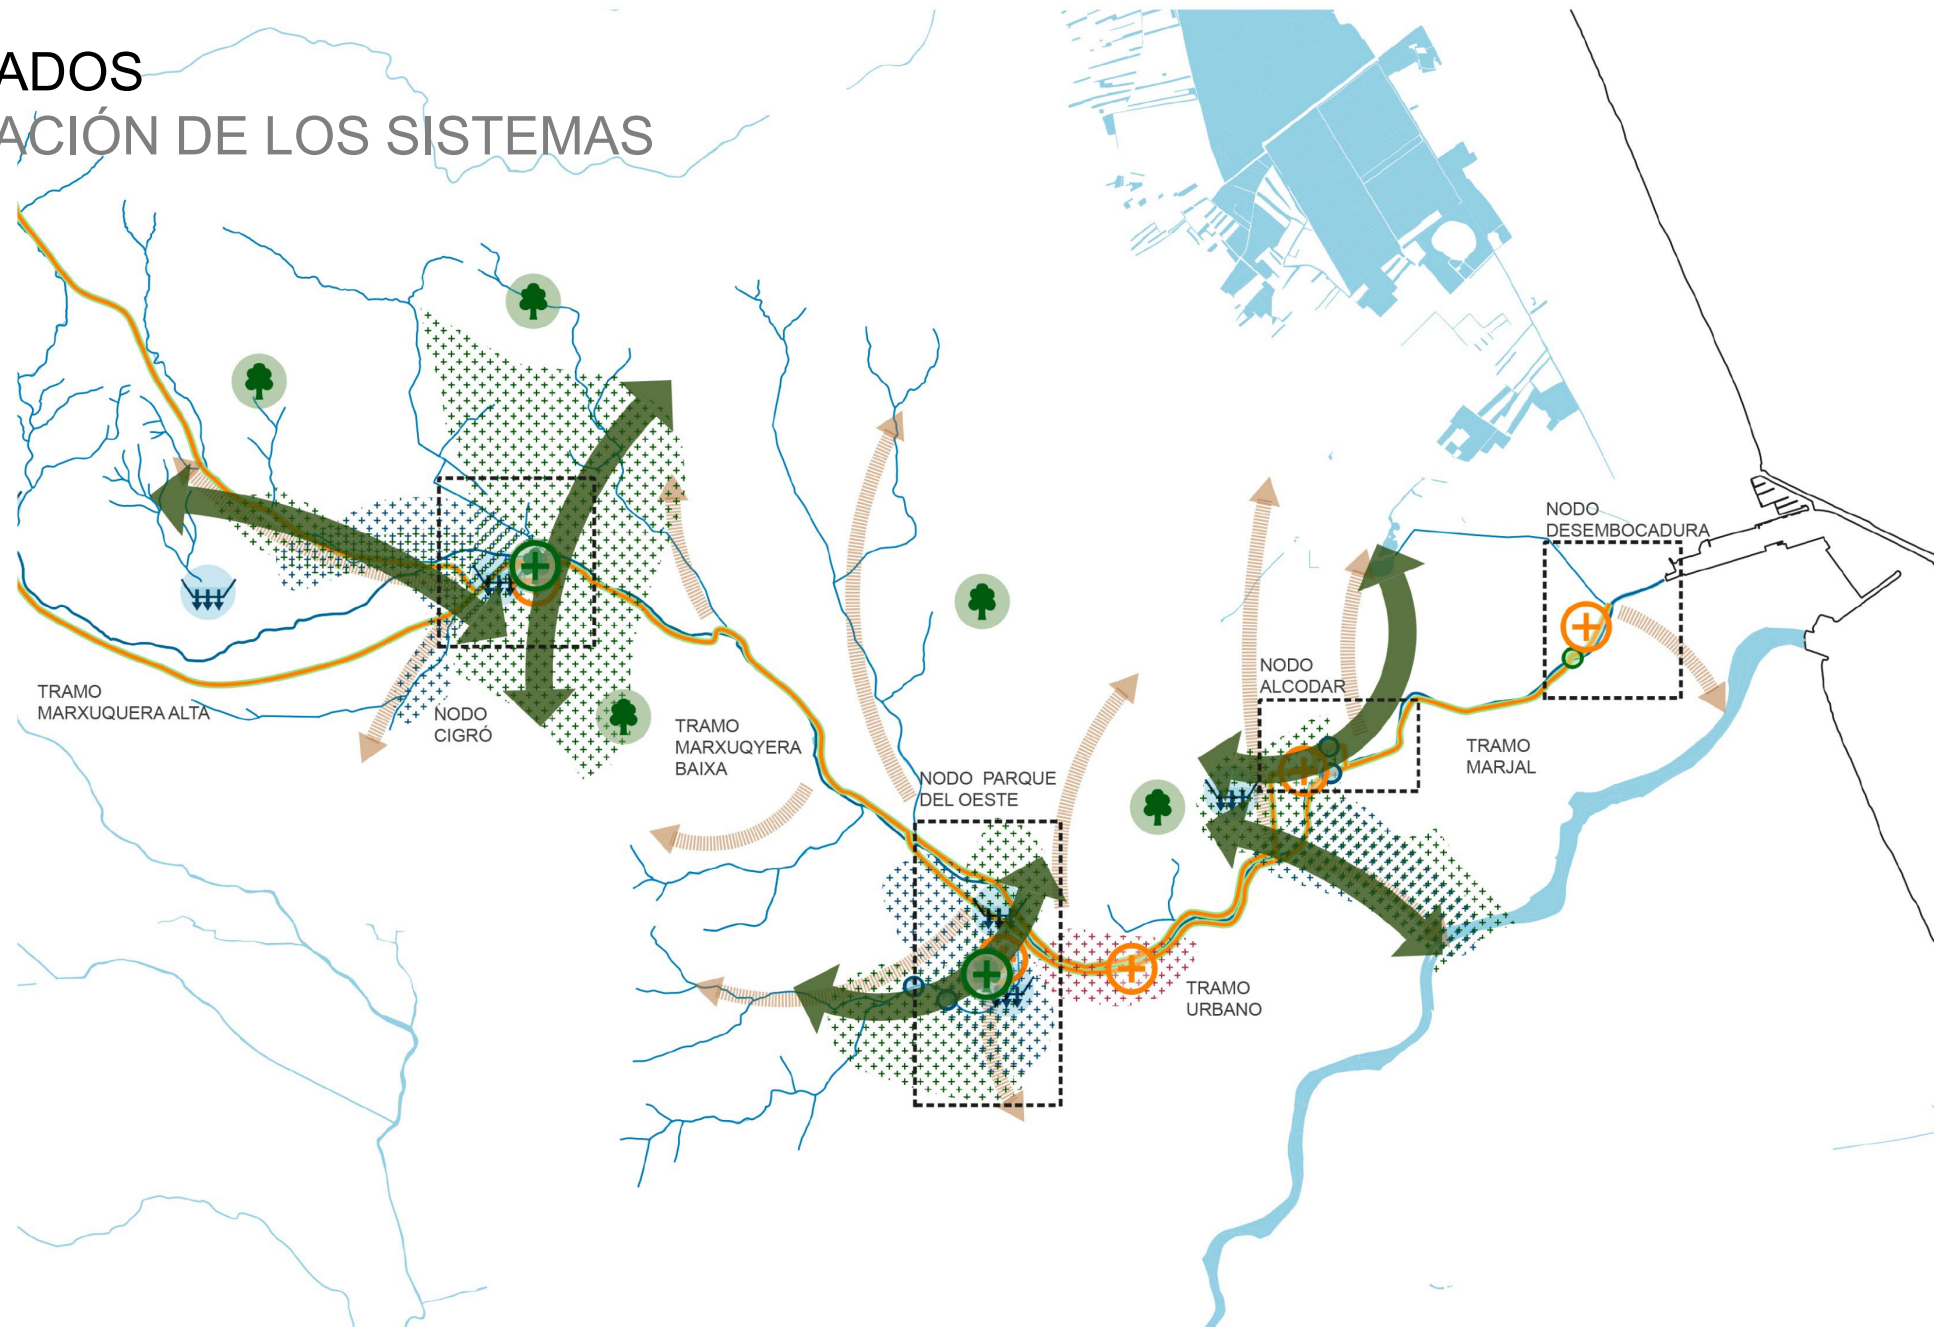 ADOS
ACIÓN DE LOS SISTEMAS
NODO
DESEMBOCADURA
NODO
ALCODAR
TRAMO
MARXUQUERA ALTA
NODO
CIGRÓ
TRAMO
MARXUQYERA
BAIXA
TRAMO
MARJAL
NODO PARQUE
DEL OESTE
TRAMO
URBANO